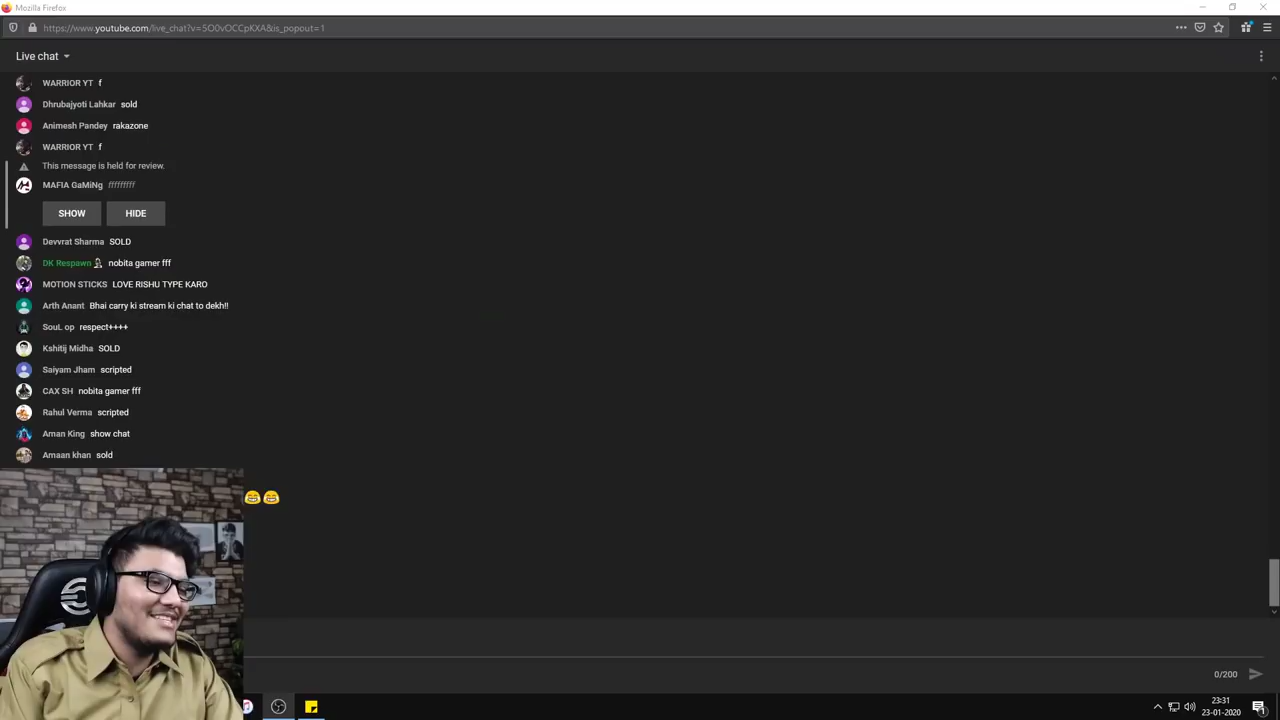 Mozilla Firefox
https://www.youtube.com/live_chat?v=5O0vOCCpKXA&is_popout=1
Live chat
WARRIOR YT f
Dhrubajyoti Lahkar sold
Animesh Pandey rakazone
WARRIOR YT f
This message is held for review.
MAFIA GaMiNg fffffffff
SHOW HIDE
Devvrat Sharma SOLD
DK Respawn nobita gamer fff
MOTION STICKS LOVE RISHU TYPE KARO
Arth Anant Bhai carry ki stream ki chat to dekh!!
SouL op respect++++
Kshitij Midha SOLD
Saiyam Jham scripted
CAX SH nobita gamer fff
Rahul Verma scripted
Aman King show chat
Amaan khan sold
0/200
23:31
23-01-2020